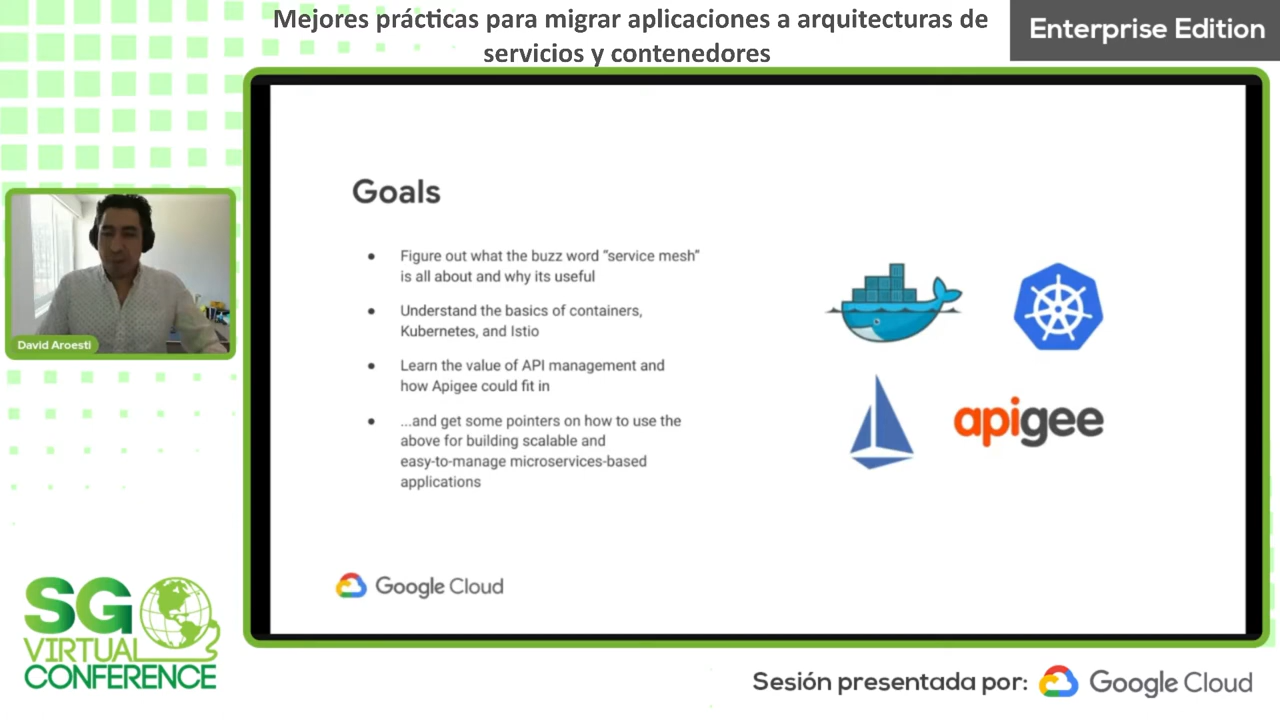 Mejores prácticas para migrar aplicaciones a arquitecturas de
servicios y contenedores
Enterprise Edition
Goals
● Figure out what the buzz word “service mesh”
is all about and why its useful
● Understand the basics of containers,
Kubernetes, and Istio
● Learn the value of API management and
how Apigee could fit in
● ...and get some pointers on how to use the
above for building scalable and
easy-to-manage microservices-based
applications
apigee
Google Cloud
David Aroesti
SG
VIRTUAL
CONFERENCE
Sesión presentada por: Google Cloud